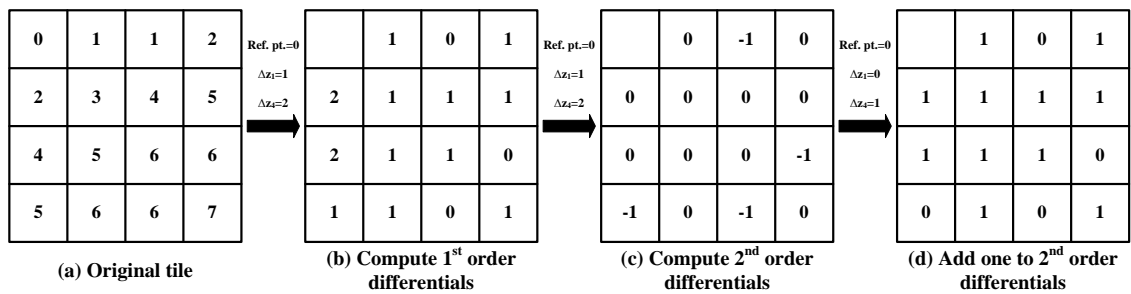 0 1 1 2
2 3 4 5
4 5 6 6
5 6 6 7
(a) Original tile
Ref. pt.=0
Δz₁=1
Δz₄=2
1 0 1
2 1 1 1
2 1 1 0
1 1 0 1
(b) Compute 1st order
differentials
Ref. pt.=0
Δz₁=1
Δz₄=2
0 -1 0
0 0 0 0
0 0 0 -1
-1 0 -1 0
(c) Compute 2nd order
differentials
Ref. pt.=0
Δz₁=0
Δz₄=1
1 0 1
1 1 1 1
1 1 1 0
0 1 0 1
(d) Add one to 2nd order
differentials